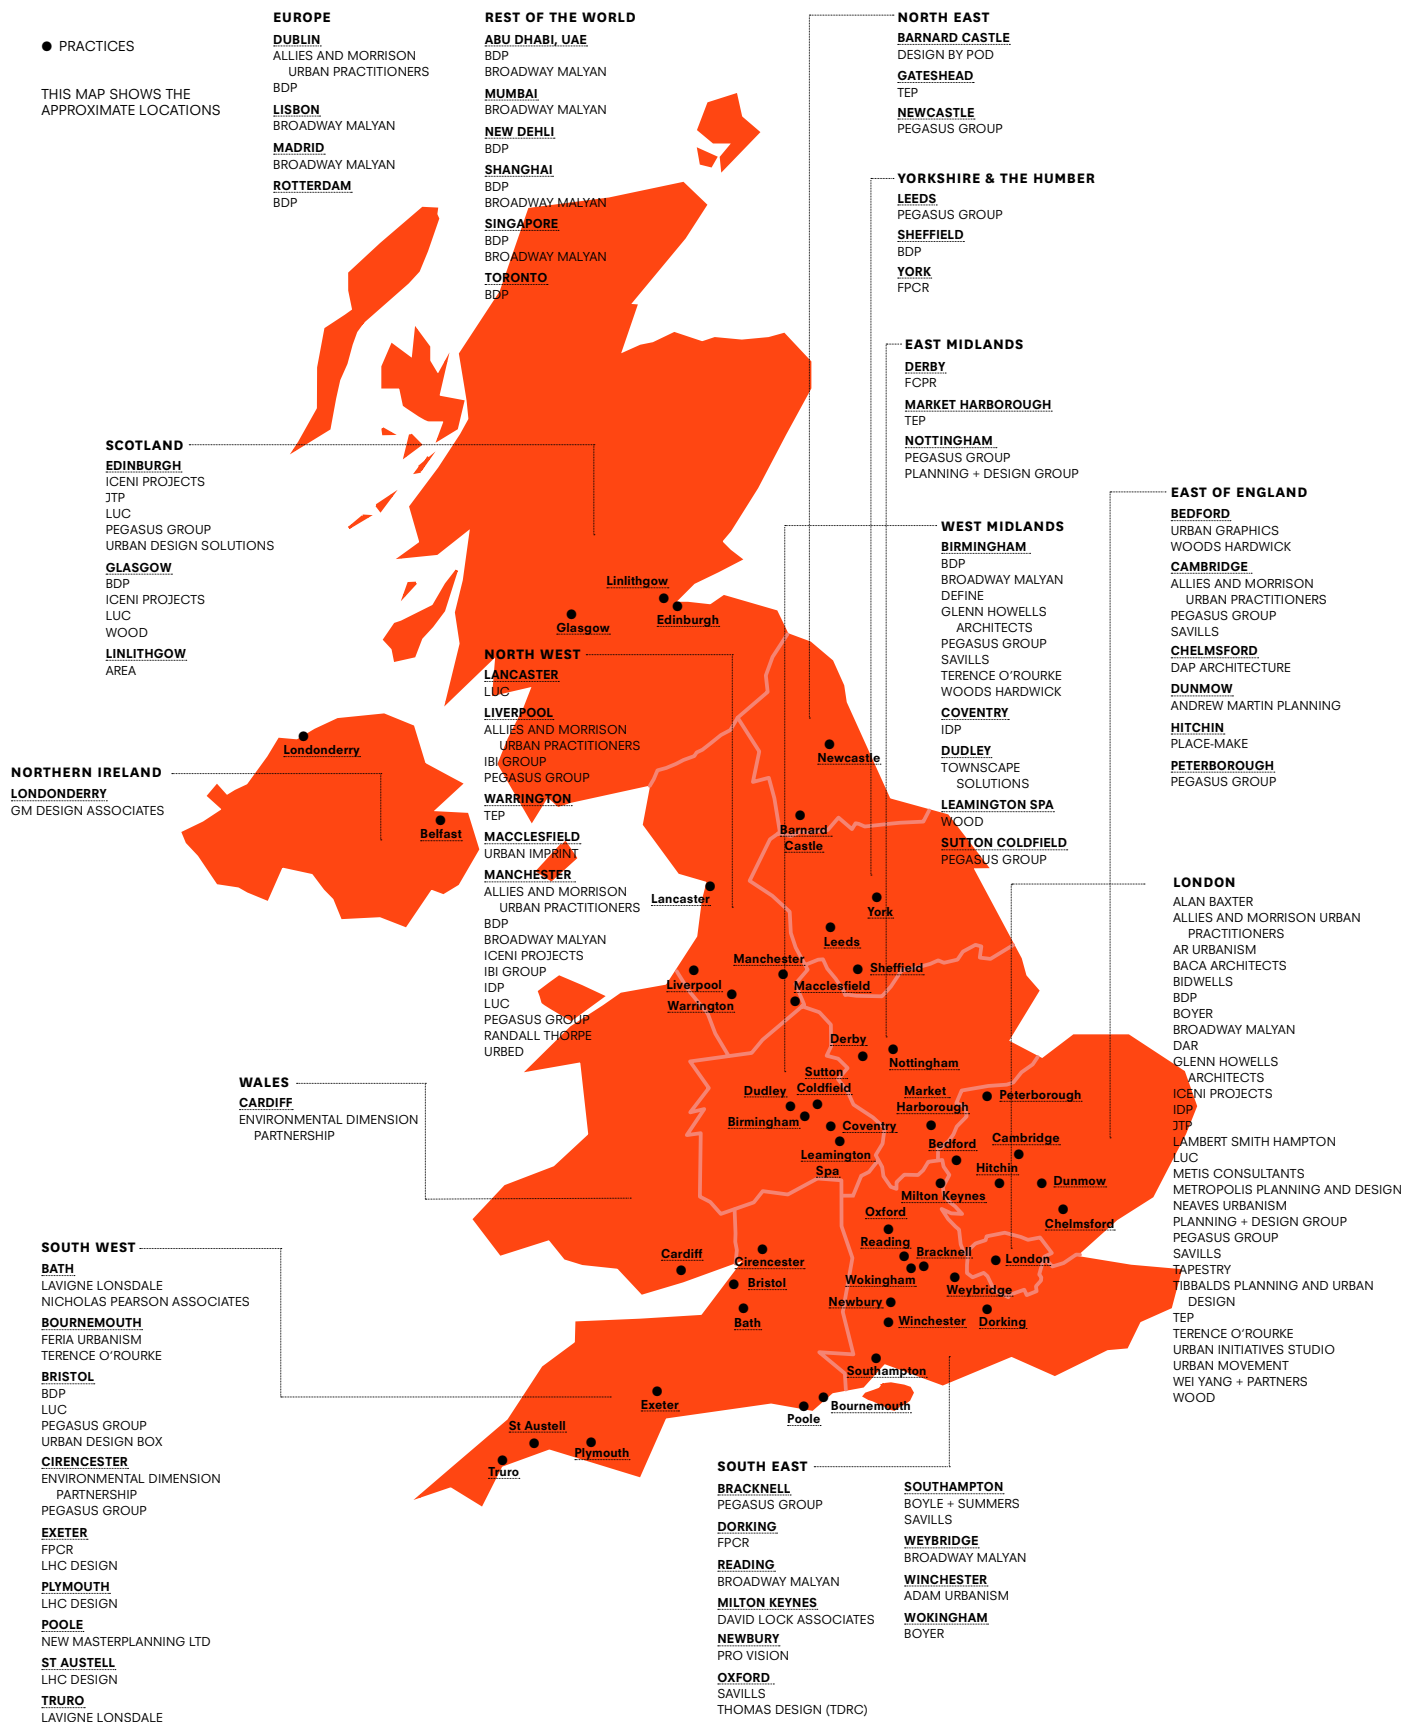 PRACTICES
THIS MAP SHOWS THE
APPROXIMATE LOCATIONS
EUROPE
DUBLIN
ALLIES AND MORRISON
URBAN PRACTITIONERS
BDP
LISBON
BROADWAY MALYAN
MADRID
BROADWAY MALYAN
ROTTERDAM
BDP
REST OF THE WORLD
ABU DHABI, UAE
BDP
BROADWAY MALYAN
MUMBAI
BROADWAY MALYAN
NEW DEHLI
BDP
SHANGHAI
BDP
BROADWAY MALYAN
SINGAPORE
BDP
BROADWAY MALYAN
TORONTO
BDP
NORTH EAST
BARNARD CASTLE
DESIGN BY POD
GATESHEAD
TEP
NEWCASTLE
PEGASUS GROUP
YORKSHIRE & THE HUMBER
LEEDS
PEGASUS GROUP
SHEFFIELD
BDP
YORK
FPCR
EAST MIDLANDS
DERBY
FCPR
MARKET HARBOROUGH
TEP
NOTTINGHAM
PEGASUS GROUP
PLANNING + DESIGN GROUP
SCOTLAND
EDINBURGH
ICENI PROJECTS
JTP
LUC
PEGASUS GROUP
URBAN DESIGN SOLUTIONS
GLASGOW
BDP
ICENI PROJECTS
LUC
WOOD
LINLITHGOW
AREA
WEST MIDLANDS
BIRMINGHAM
BDP
BROADWAY MALYAN
DEFINE
GLENN HOWELLS
ARCHITECTS
PEGASUS GROUP
SAVILLS
TERENCE O'ROURKE
WOODS HARDWICK
COVENTRY
IDP
DUDLEY
TOWNSCAPE
SOLUTIONS
LEAMINGTON SPA
WOOD
SUTTON COLDFIELD
PEGASUS GROUP
EAST OF ENGLAND
BEDFORD
URBAN GRAPHICS
WOODS HARDWICK
CAMBRIDGE
ALLIES AND MORRISON
URBAN PRACTITIONERS
PEGASUS GROUP
SAVILLS
CHELMSFORD
DAP ARCHITECTURE
DUNMOW
ANDREW MARTIN PLANNING
HITCHIN
PLACE-MAKE
PETERBOROUGH
PEGASUS GROUP
NORTH WEST
LANCASTER
LUC
LIVERPOOL
ALLIES AND MORRISON
URBAN PRACTITIONERS
IBI GROUP
PEGASUS GROUP
WARRINGTON
TEP
MACCLESFIELD
URBAN IMPRINT
MANCHESTER
ALLIES AND MORRISON
URBAN PRACTITIONERS
BDP
BROADWAY MALYAN
ICENI PROJECTS
IBI GROUP
IDP
LUC
PEGASUS GROUP
RANDALL THORPE
URBED
NORTHERN IRELAND
LONDONDERRY
GM DESIGN ASSOCIATES
LONDON
ALAN BAXTER
ALLIES AND MORRISON URBAN
PRACTITIONERS
AR URBANISM
BACA ARCHITECTS
BIDWELLS
BDP
BOYER
BROADWAY MALYAN
DAR
GLENN HOWELLS
ARCHITECTS
ICENI PROJECTS
IDP
JTP
LAMBERT SMITH HAMPTON
LUC
METIS CONSULTANTS
METROPOLIS PLANNING AND DESIGN
NEAVES URBANISM
PLANNING + DESIGN GROUP
PEGASUS GROUP
SAVILLS
TAPESTRY
TIBBALDS PLANNING AND URBAN
DESIGN
TEP
TERENCE O'ROURKE
URBAN INITIATIVES STUDIO
URBAN MOVEMENT
WEI YANG + PARTNERS
WOOD
WALES
CARDIFF
ENVIRONMENTAL DIMENSION
PARTNERSHIP
SOUTH WEST
BATH
LAVIGNE LONSDALE
NICHOLAS PEARSON ASSOCIATES
BOURNEMOUTH
FERIA URBANISM
TERENCE O'ROURKE
BRISTOL
BDP
LUC
PEGASUS GROUP
URBAN DESIGN BOX
CIRENCESTER
ENVIRONMENTAL DIMENSION
PARTNERSHIP
PEGASUS GROUP
EXETER
FPCR
LHC DESIGN
PLYMOUTH
LHC DESIGN
POOLE
NEW MASTERPLANNING LTD
ST AUSTELL
LHC DESIGN
TRURO
LAVIGNE LONSDALE
SOUTH EAST
BRACKNELL
PEGASUS GROUP
DORKING
FPCR
READING
BROADWAY MALYAN
MILTON KEYNES
DAVID LOCK ASSOCIATES
NEWBURY
PRO VISION
OXFORD
SAVILLS
THOMAS DESIGN (TDRC)
SOUTHAMPTON
BOYLE + SUMMERS
SAVILLS
WEYBRIDGE
BROADWAY MALYAN
WINCHESTER
ADAM URBANISM
WOKINGHAM
BOYER
Linlithgow
Edinburgh
Glasgow
Londonderry
Belfast
Newcastle
Barnard
Castle
Lancaster
York
Leeds
Manchester
Sheffield
Liverpool
Macclesfield
Warrington
Derby
Nottingham
Sutton
Coldfield
Dudley
Market
Harborough
Peterborough
Birmingham
Coventry
Leamington
Spa
Bedford
Cambridge
Hitchin
Milton Keynes
Dunmow
Chelmsford
Oxford
Reading
Bracknell
London
Cardiff
Cirencester
Wokingham
Bristol
Weybridge
Newbury
Bath
Winchester
Dorking
Southampton
Exeter
Bournemouth
Poole
St Austell
Plymouth
Truro